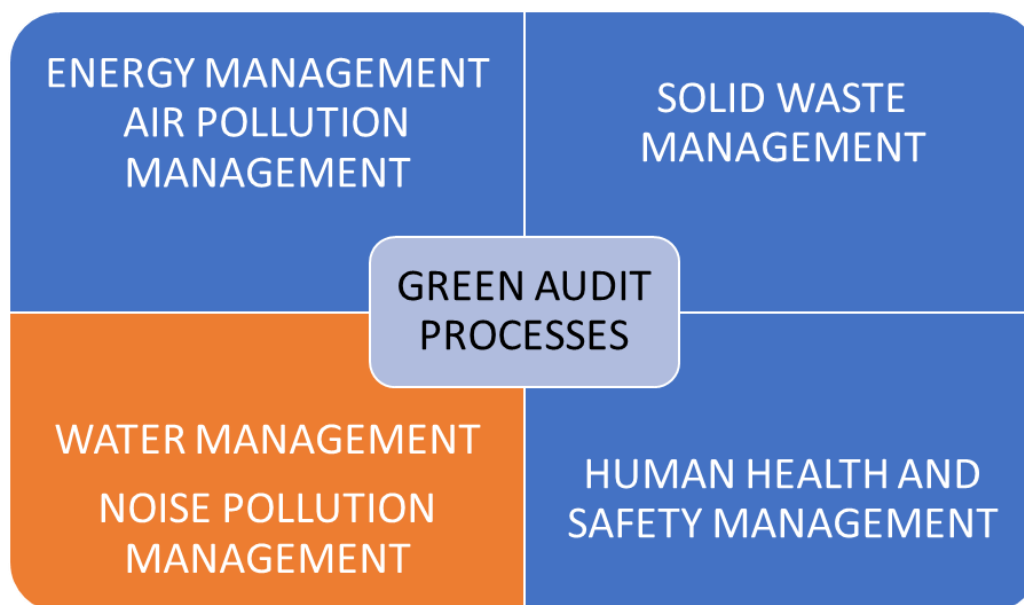 ENERGY MANAGEMENT
AIR POLLUTION
MANAGEMENT
SOLID WASTE
MANAGEMENT
GREEN AUDIT
PROCESSES
WATER MANAGEMENT
NOISE POLLUTION
MANAGEMENT
HUMAN HEALTH AND
SAFETY MANAGEMENT